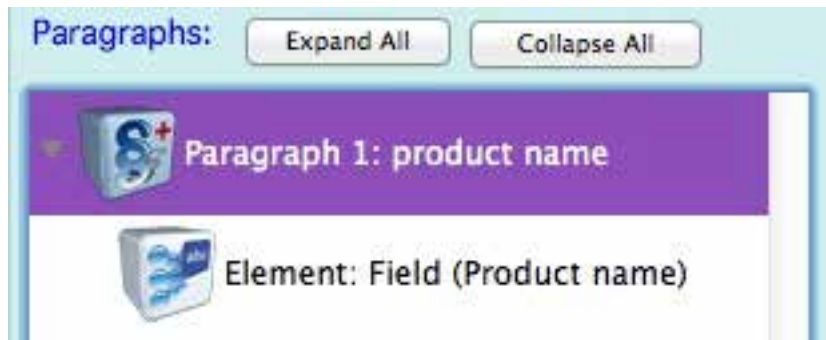 Paragraphs: Expand All Collapse All
Paragraph 1: product name
Element: Field (Product name)